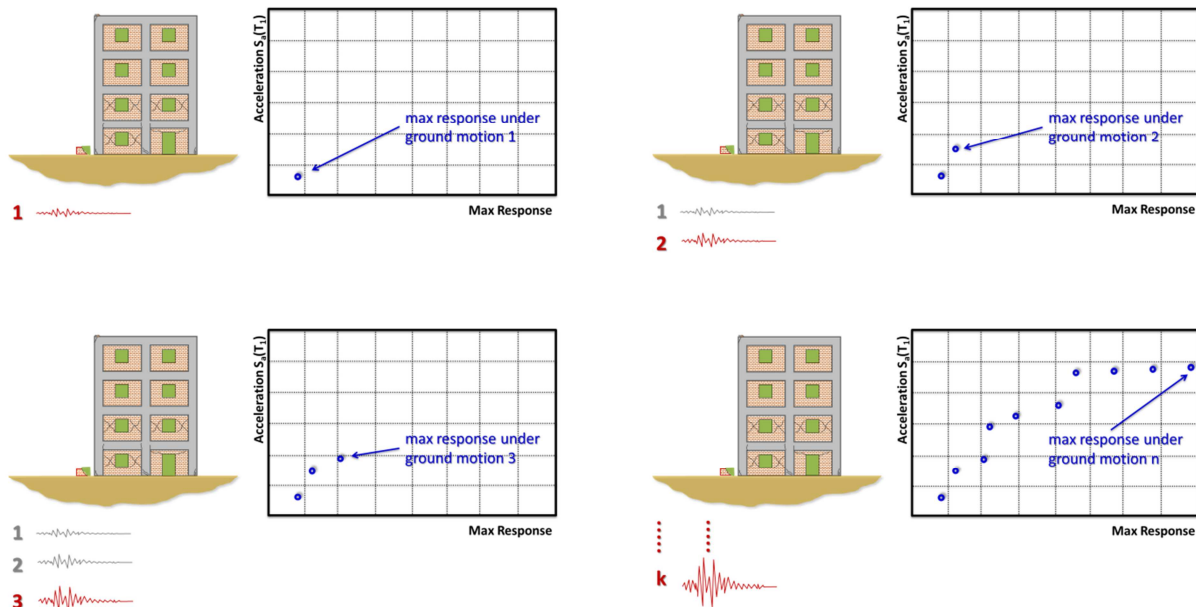 Acceleration Sa(T1)
max response under
ground motion 1
Max Response
1
Acceleration Sa(T1)
max response under
ground motion 2
Max Response
1
2
Acceleration Sa(T1)
max response under
ground motion 3
Max Response
1
2
3
Acceleration Sa(T1)
max response under
ground motion n
Max Response
k